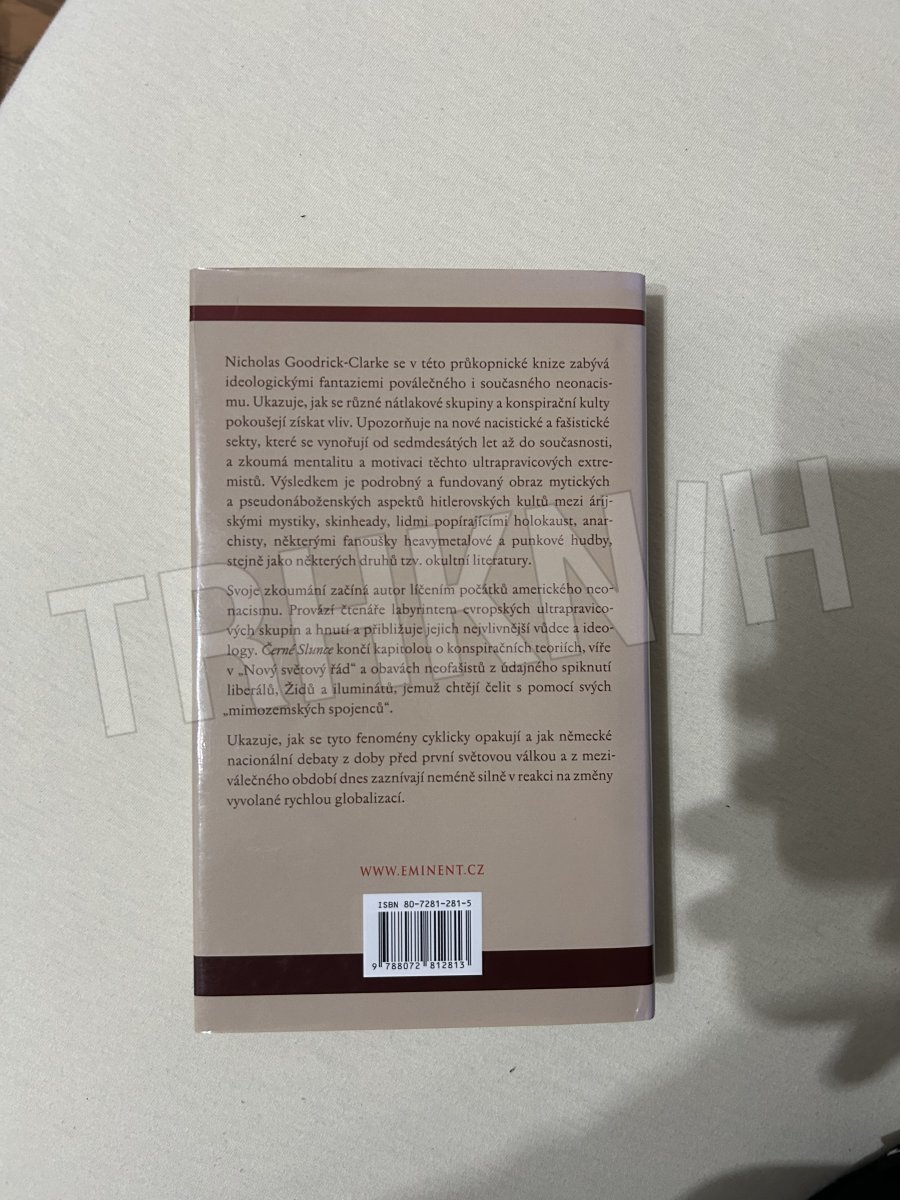 Nicholas Goodrick-Clarke se v této průkopnické knize zabývá
ideologickými fantaziemi poválečného i současného neonacis-
mu. Ukazuje, jak se různé nátlakové skupiny a konspirační kulty
pokoušejí získat vliv. Upozorňuje na nové nacistické a fašistické
sekty, které se vynořují od sedmdesátých let až do současnosti,
a zkoumá mentalitu a motivaci těchto ultrapravicových extre-
mistů. Výsledkem je podrobný a fundovaný obraz mytických
a pseudonáboženských aspektů hitlerovských kultů mezi árij-
skými mystiky, skinheady, lidmi popírajícími holokaust, anar-
chisty, některými fanoušky heavymetalové a punkové hudby,
stejně jako některých druhů tzv. okultní literatury.
Svoje zkoumání začíná autor líčením počátků amerického neo-
nacismu. Provází čtenáře labyrintem evropských ultrapravico-
vých skupin a hnutí a přibližuje jejich nejvlivnější vůdce a ideo-
logy. Černé Slunce končí kapitolou o konspiračních teoriích, víře
v „Nový světový řád“ a obavách neofašistů z údajného spiknutí
liberálů, Židů a iluminátů, jemuž chtějí čelit s pomocí svých
„mimozemských spojenců“.
Ukazuje, jak se tyto fenomény cyklicky opakují a jak německé
nacionální debaty z doby před první světovou válkou a z mezi-
válečného období dnes zaznívají neméně silně v reakci na změny
vyvolané rychlou globalizací.
WWW.EMINENT.CZ
ISBN 80-7281-281-5
9 788072 812813
TRHKNIH